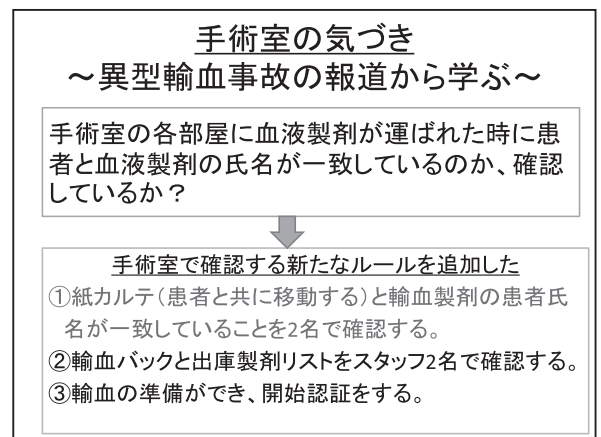 手術室の気づき
～異型輸血事故の報道から学ぶ～
手術室の各部屋に血液製剤が運ばれた時に患
者と血液製剤の氏名が一致しているのか、確認
しているか？
手術室で確認する新たなルールを追加した
①紙カルテ（患者と共に移動する）と輸血製剤の患者氏
名が一致していることを2名で確認する。
②輸血バックと出庫製剤リストをスタッフ2名で確認する。
③輸血の準備ができ、開始認証をする。